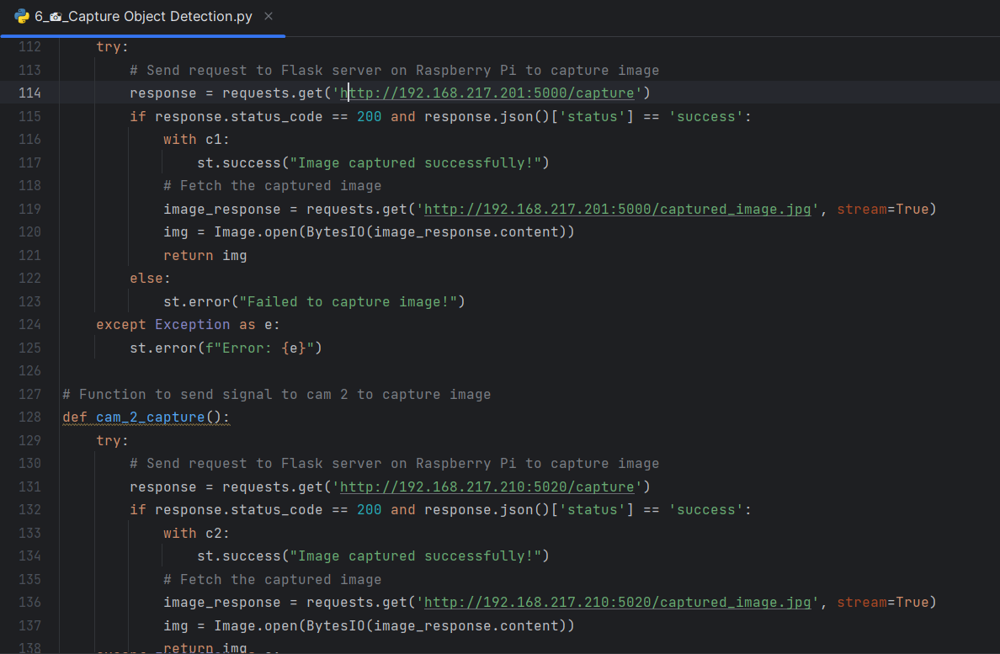 6_📷_Capture Object Detection.py
112 try:
113 # Send request to Flask server on Raspberry Pi to capture image
114 response = requests.get('http://192.168.217.201:5000/capture')
115 if response.status_code == 200 and response.json()['status'] == 'success':
116 with c1:
117 st.success("Image captured successfully!")
118 # Fetch the captured image
119 image_response = requests.get('http://192.168.217.201:5000/captured_image.jpg', stream=True)
120 img = Image.open(BytesIO(image_response.content))
121 return img
122 else:
123 st.error("Failed to capture image!")
124 except Exception as e:
125 st.error(f"Error: {e}")
126
127 # Function to send signal to cam 2 to capture image
128 def cam_2_capture():
129 try:
130 # Send request to Flask server on Raspberry Pi to capture image
131 response = requests.get('http://192.168.217.210:5020/capture')
132 if response.status_code == 200 and response.json()['status'] == 'success':
133 with c2:
134 st.success("Image captured successfully!")
135 # Fetch the captured image
136 image_response = requests.get('http://192.168.217.210:5020/captured_image.jpg', stream=True)
137 img = Image.open(BytesIO(image_response.content))
138 return img